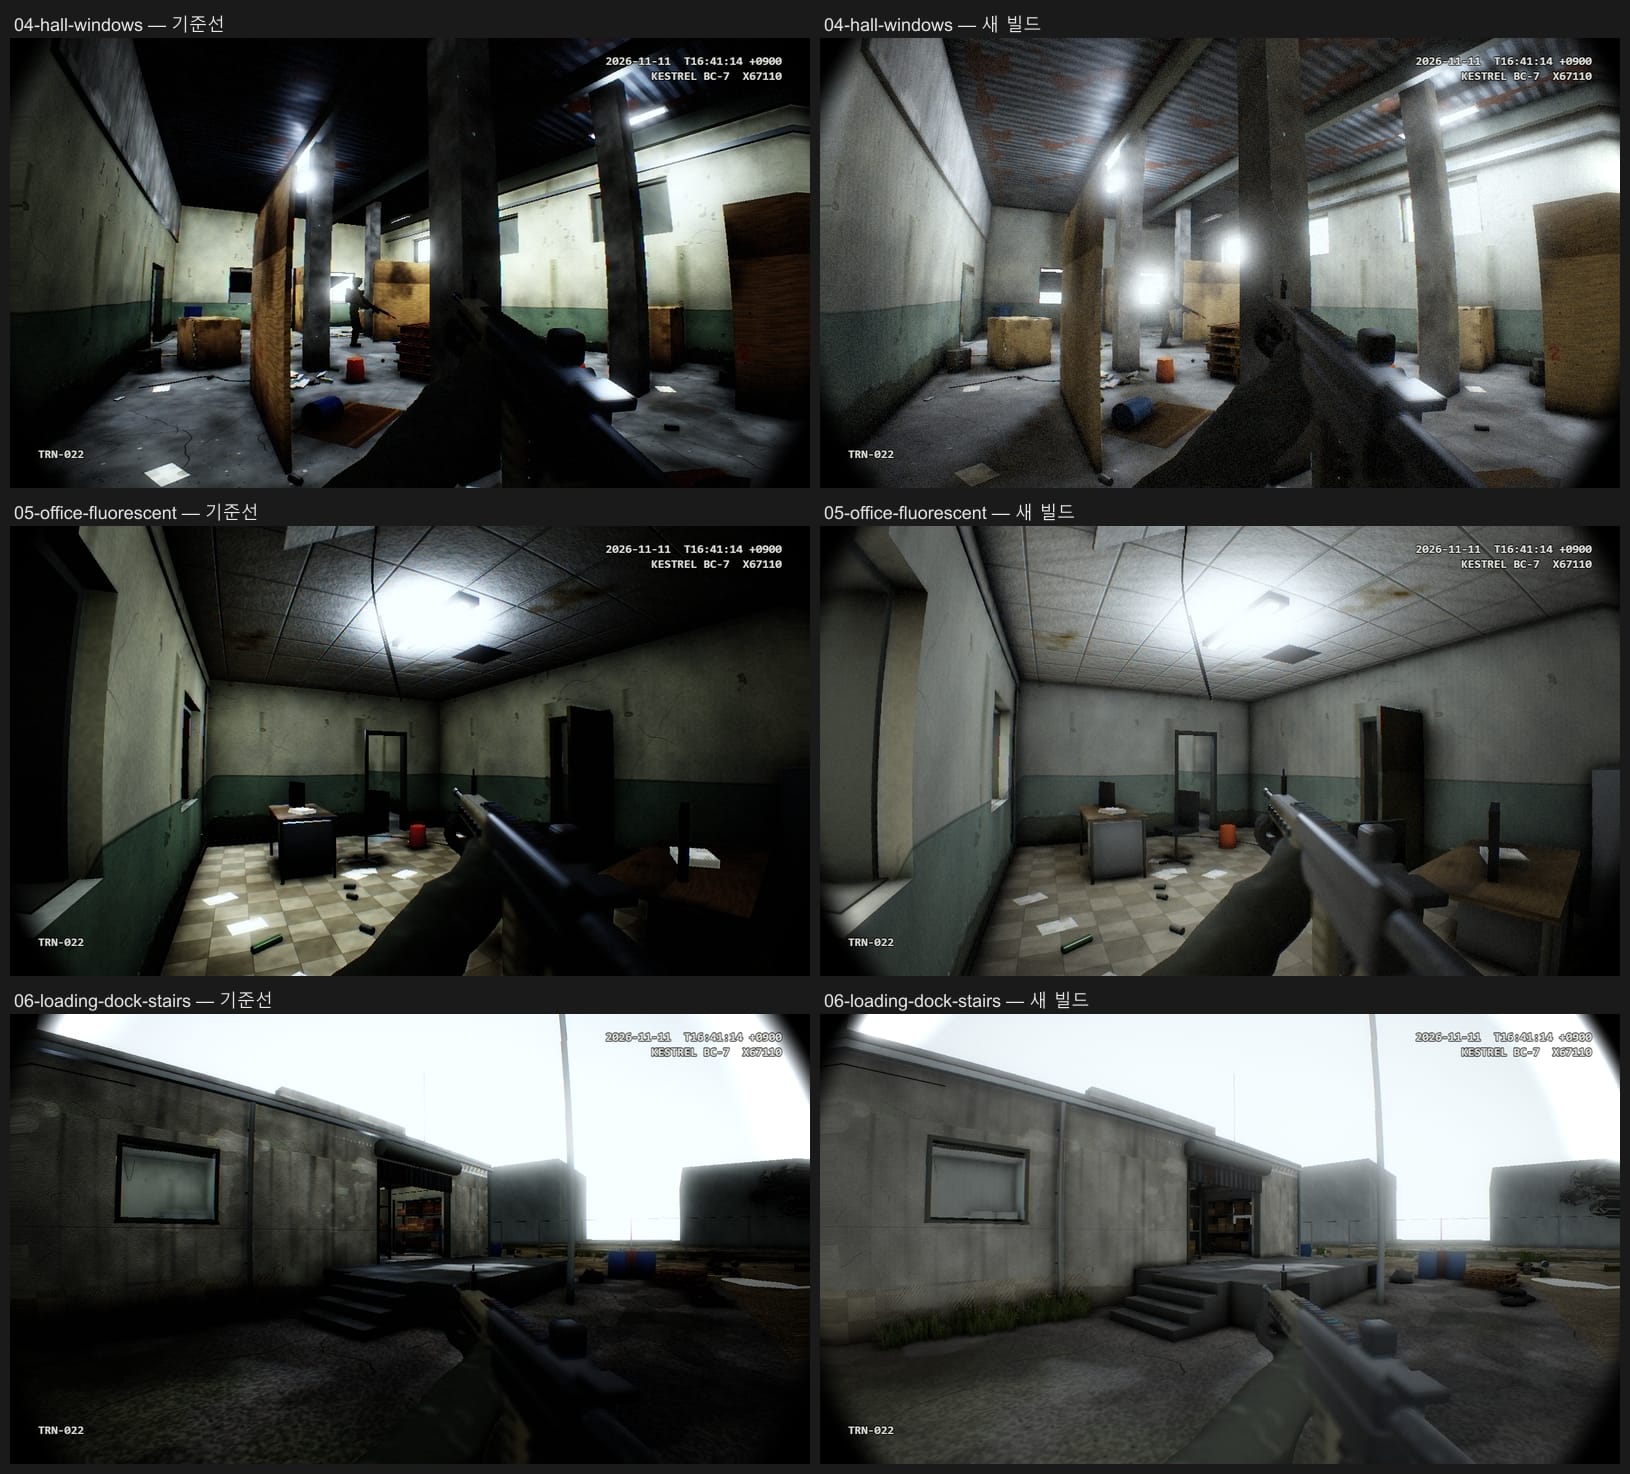 04-hall-windows — 기준선
04-hall-windows — 새 빌드
2026-11-11 T16:41:14 +0900
KESTREL BC-7 X67110
TRN-022
2026-11-11 T16:41:14 +0900
KESTREL BC-7 X67110
2
TRN-022
05-office-fluorescent — 기준선
05-office-fluorescent — 새 빌드
2026-11-11 T16:41:14 +0900
KESTREL BC-7 X67110
TRN-022
2026-11-11 T16:41:14 +0900
KESTREL BC-7 X67110
TRN-022
06-loading-dock-stairs — 기준선
06-loading-dock-stairs — 새 빌드
2026-11-11 T16:41:14 +0900
KESTREL BC-7 X67110
TRN-022
2026-11-11 T16:41:14 +0900
KESTREL BC-7 X67110
TRN-022